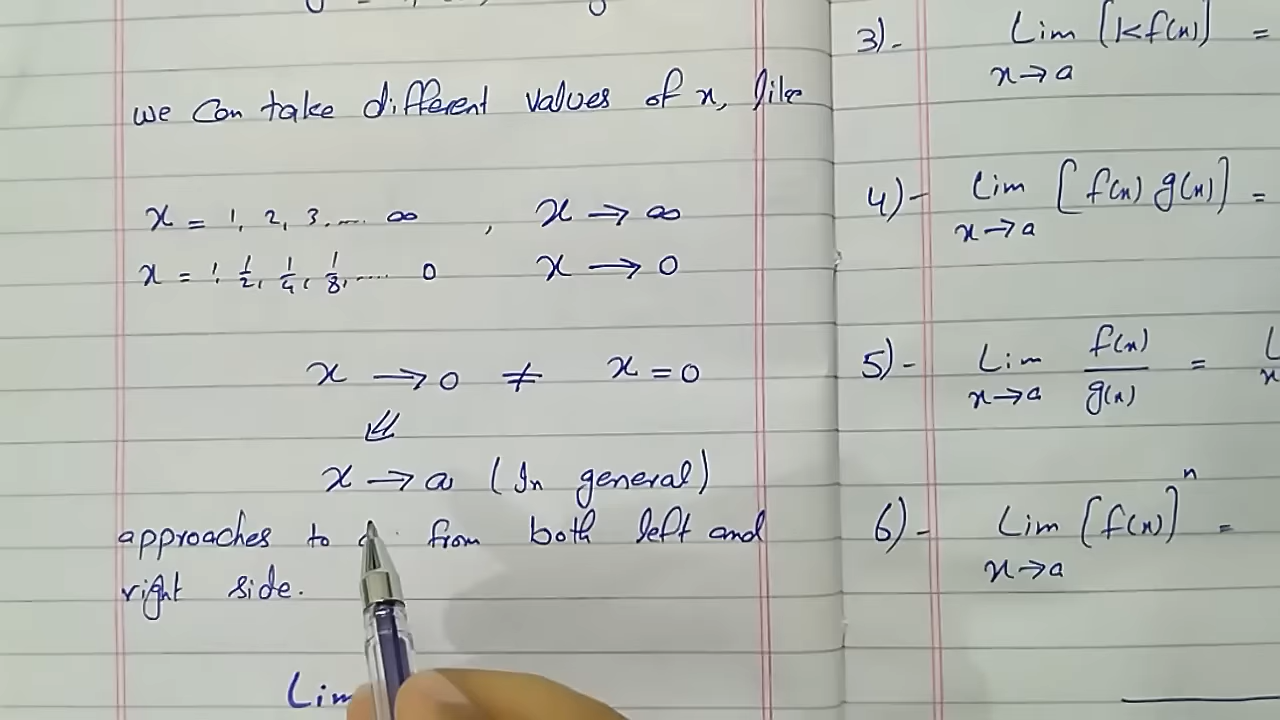 we can take different values of x, like
x = 1, 2, 3, .... ∞ , x → ∞
x = 1, 1/2, 1/4, 1/8, .... 0 x → 0
x → 0 ≠ x = 0
⇙
x → a (In general)
approaches to from both left and
right side.
Lim
3)- Lim [kf(x)] =
x→a
4)- Lim [f(x) g(x)] =
x→a
5)- Lim f(x)/g(x) = L
x→a x
6)- Lim [f(x)]^n =
x→a